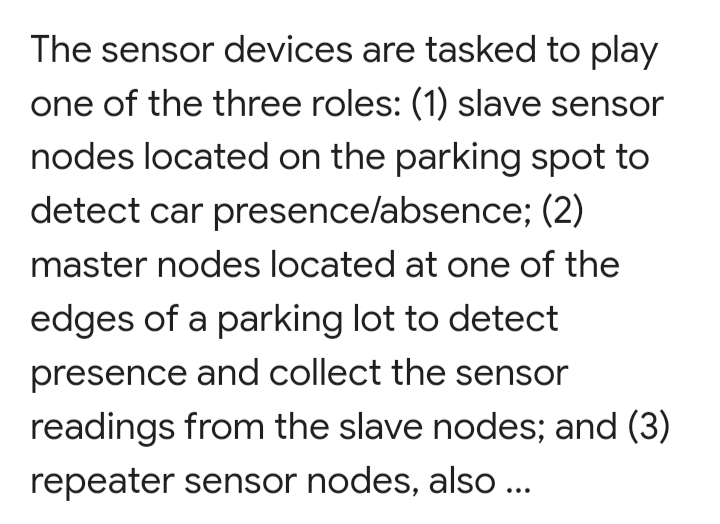 The sensor devices are tasked to play
one of the three roles: (1) slave sensor
nodes located on the parking spot to
detect car presence/absence; (2)
master nodes located at one of the
edges of a parking lot to detect
presence and collect the sensor
readings from the slave nodes; and (3)
repeater sensor nodes, also ...